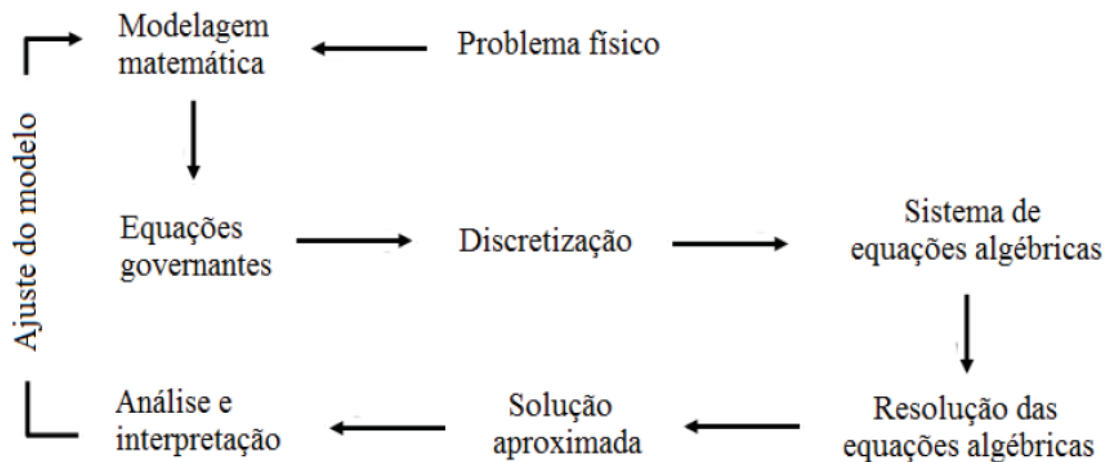 Modelagem
matemática
Problema físico
Ajuste do modelo
Equações
governantes
Discretização
Sistema de
equações algébricas
Análise e
interpretação
Solução
aproximada
Resolução das
equações algébricas